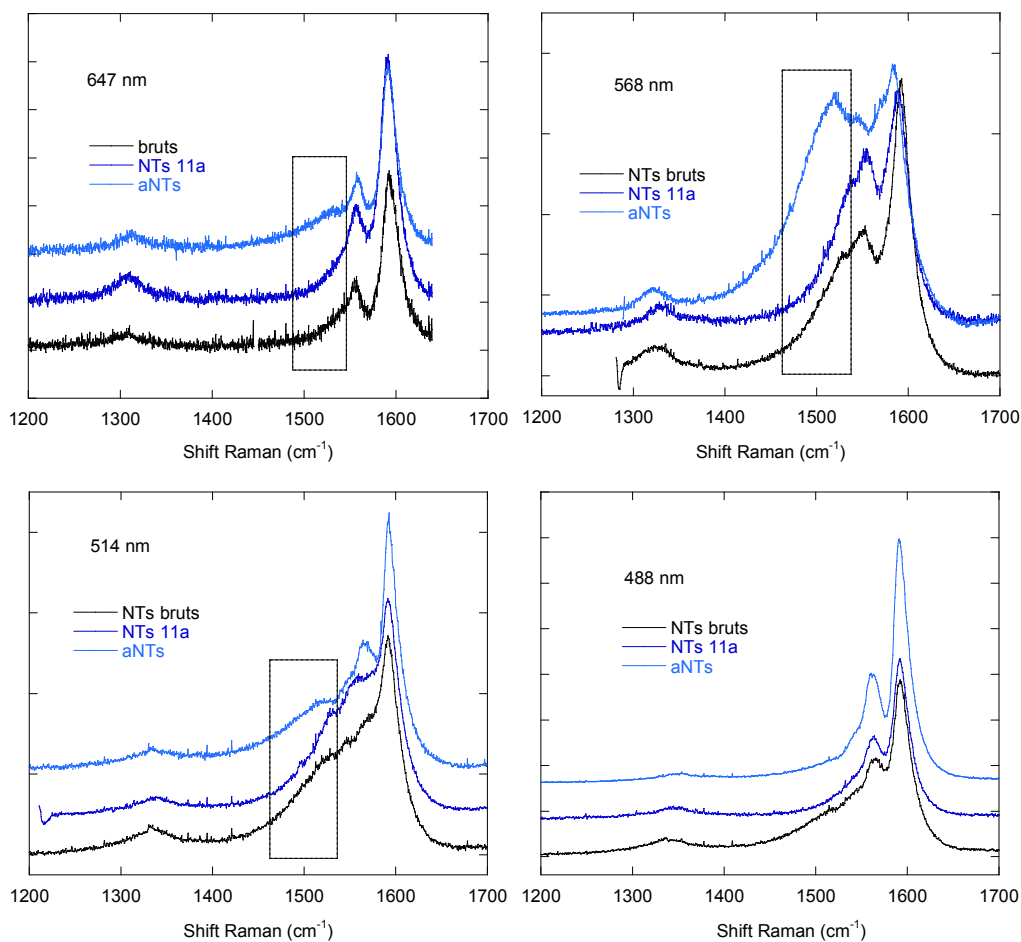 647 nm
bruts
NTs 11a
aNTs
1200 1300 1400 1500 1600 1700
Shift Raman (cm-1)
568 nm
NTs bruts
NTs 11a
aNTs
1200 1300 1400 1500 1600 1700
Shift Raman (cm-1)
514 nm
NTs bruts
NTs 11a
aNTs
1200 1300 1400 1500 1600 1700
Shift Raman (cm-1)
488 nm
NTs bruts
NTs 11a
aNTs
1200 1300 1400 1500 1600 1700
Shift Raman (cm-1)